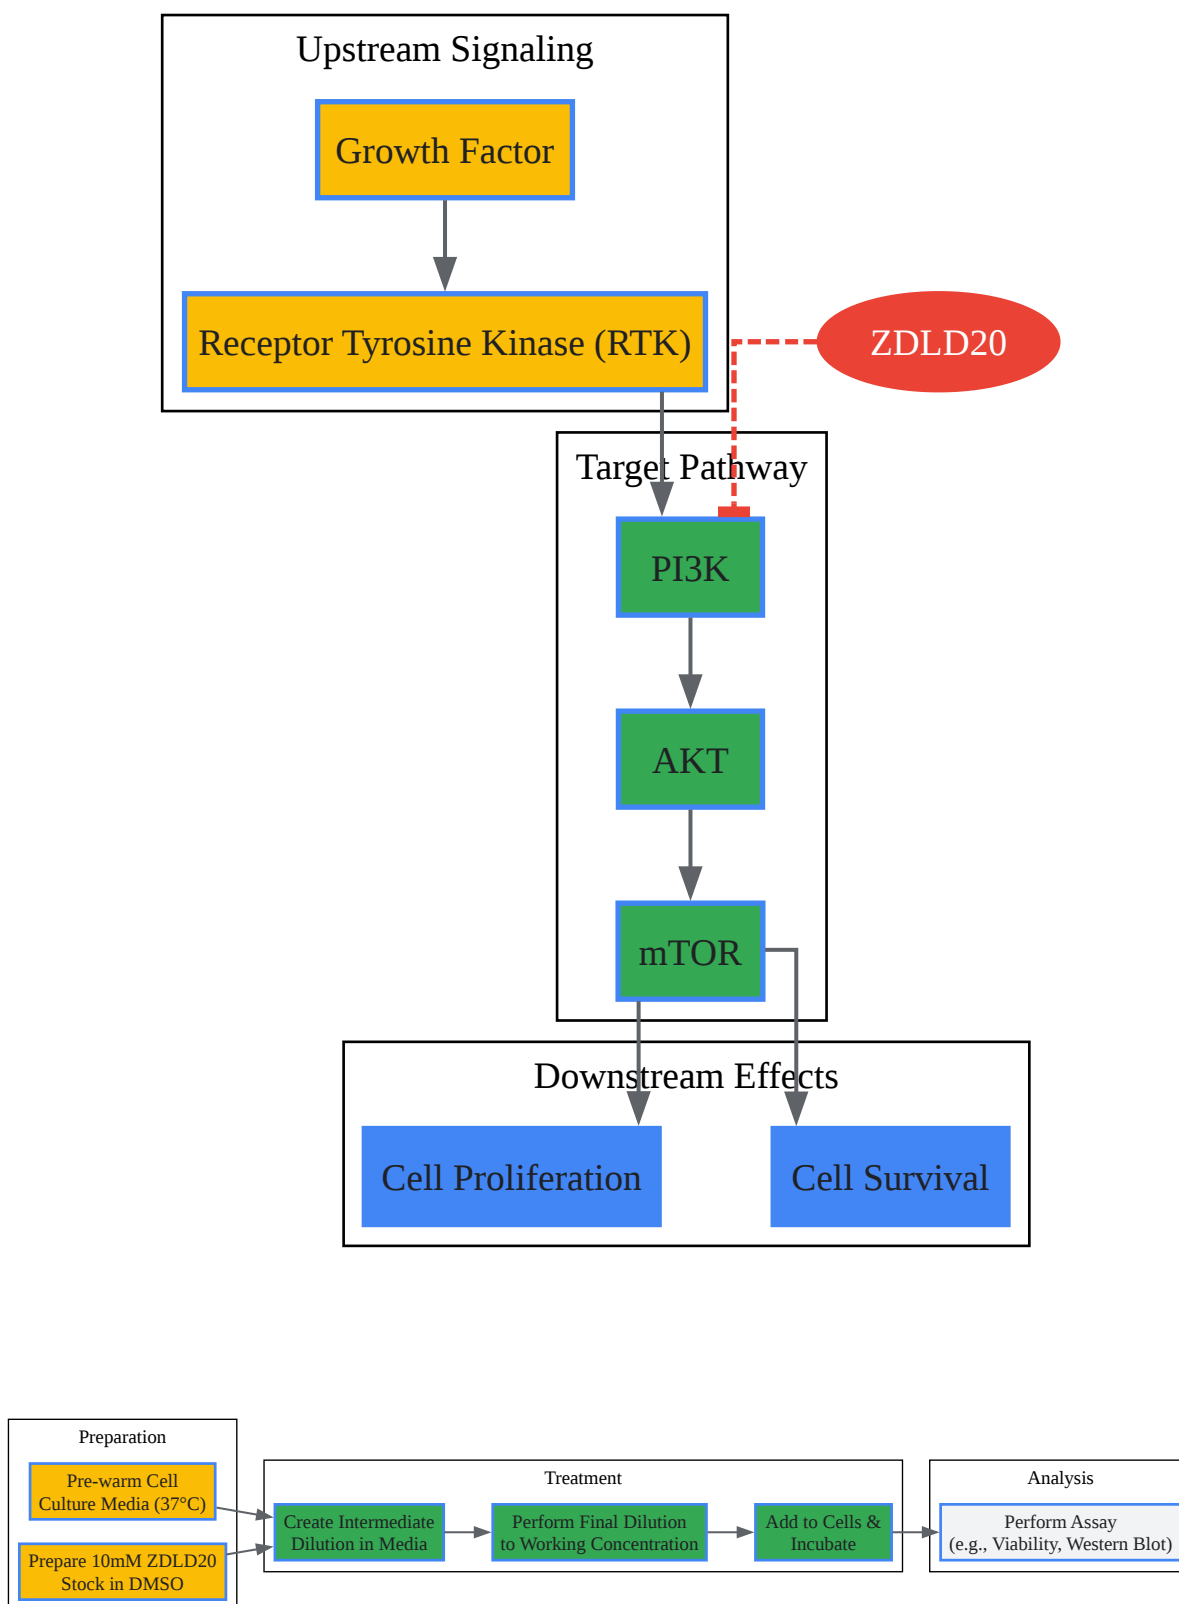 Upstream Signaling
Growth Factor
Receptor Tyrosine Kinase (RTK)
ZDLD20
Target Pathway
PI3K
AKT
mTOR
Downstream Effects
Cell Proliferation
Cell Survival
Preparation
Pre-warm Cell
Culture Media (37°C)
Prepare 10mM ZDLD20
Stock in DMSO
Treatment
Create Intermediate
Dilution in Media
Perform Final Dilution
to Working Concentration
Add to Cells &
Incubate
Analysis
Perform Assay
(e.g., Viability, Western Blot)